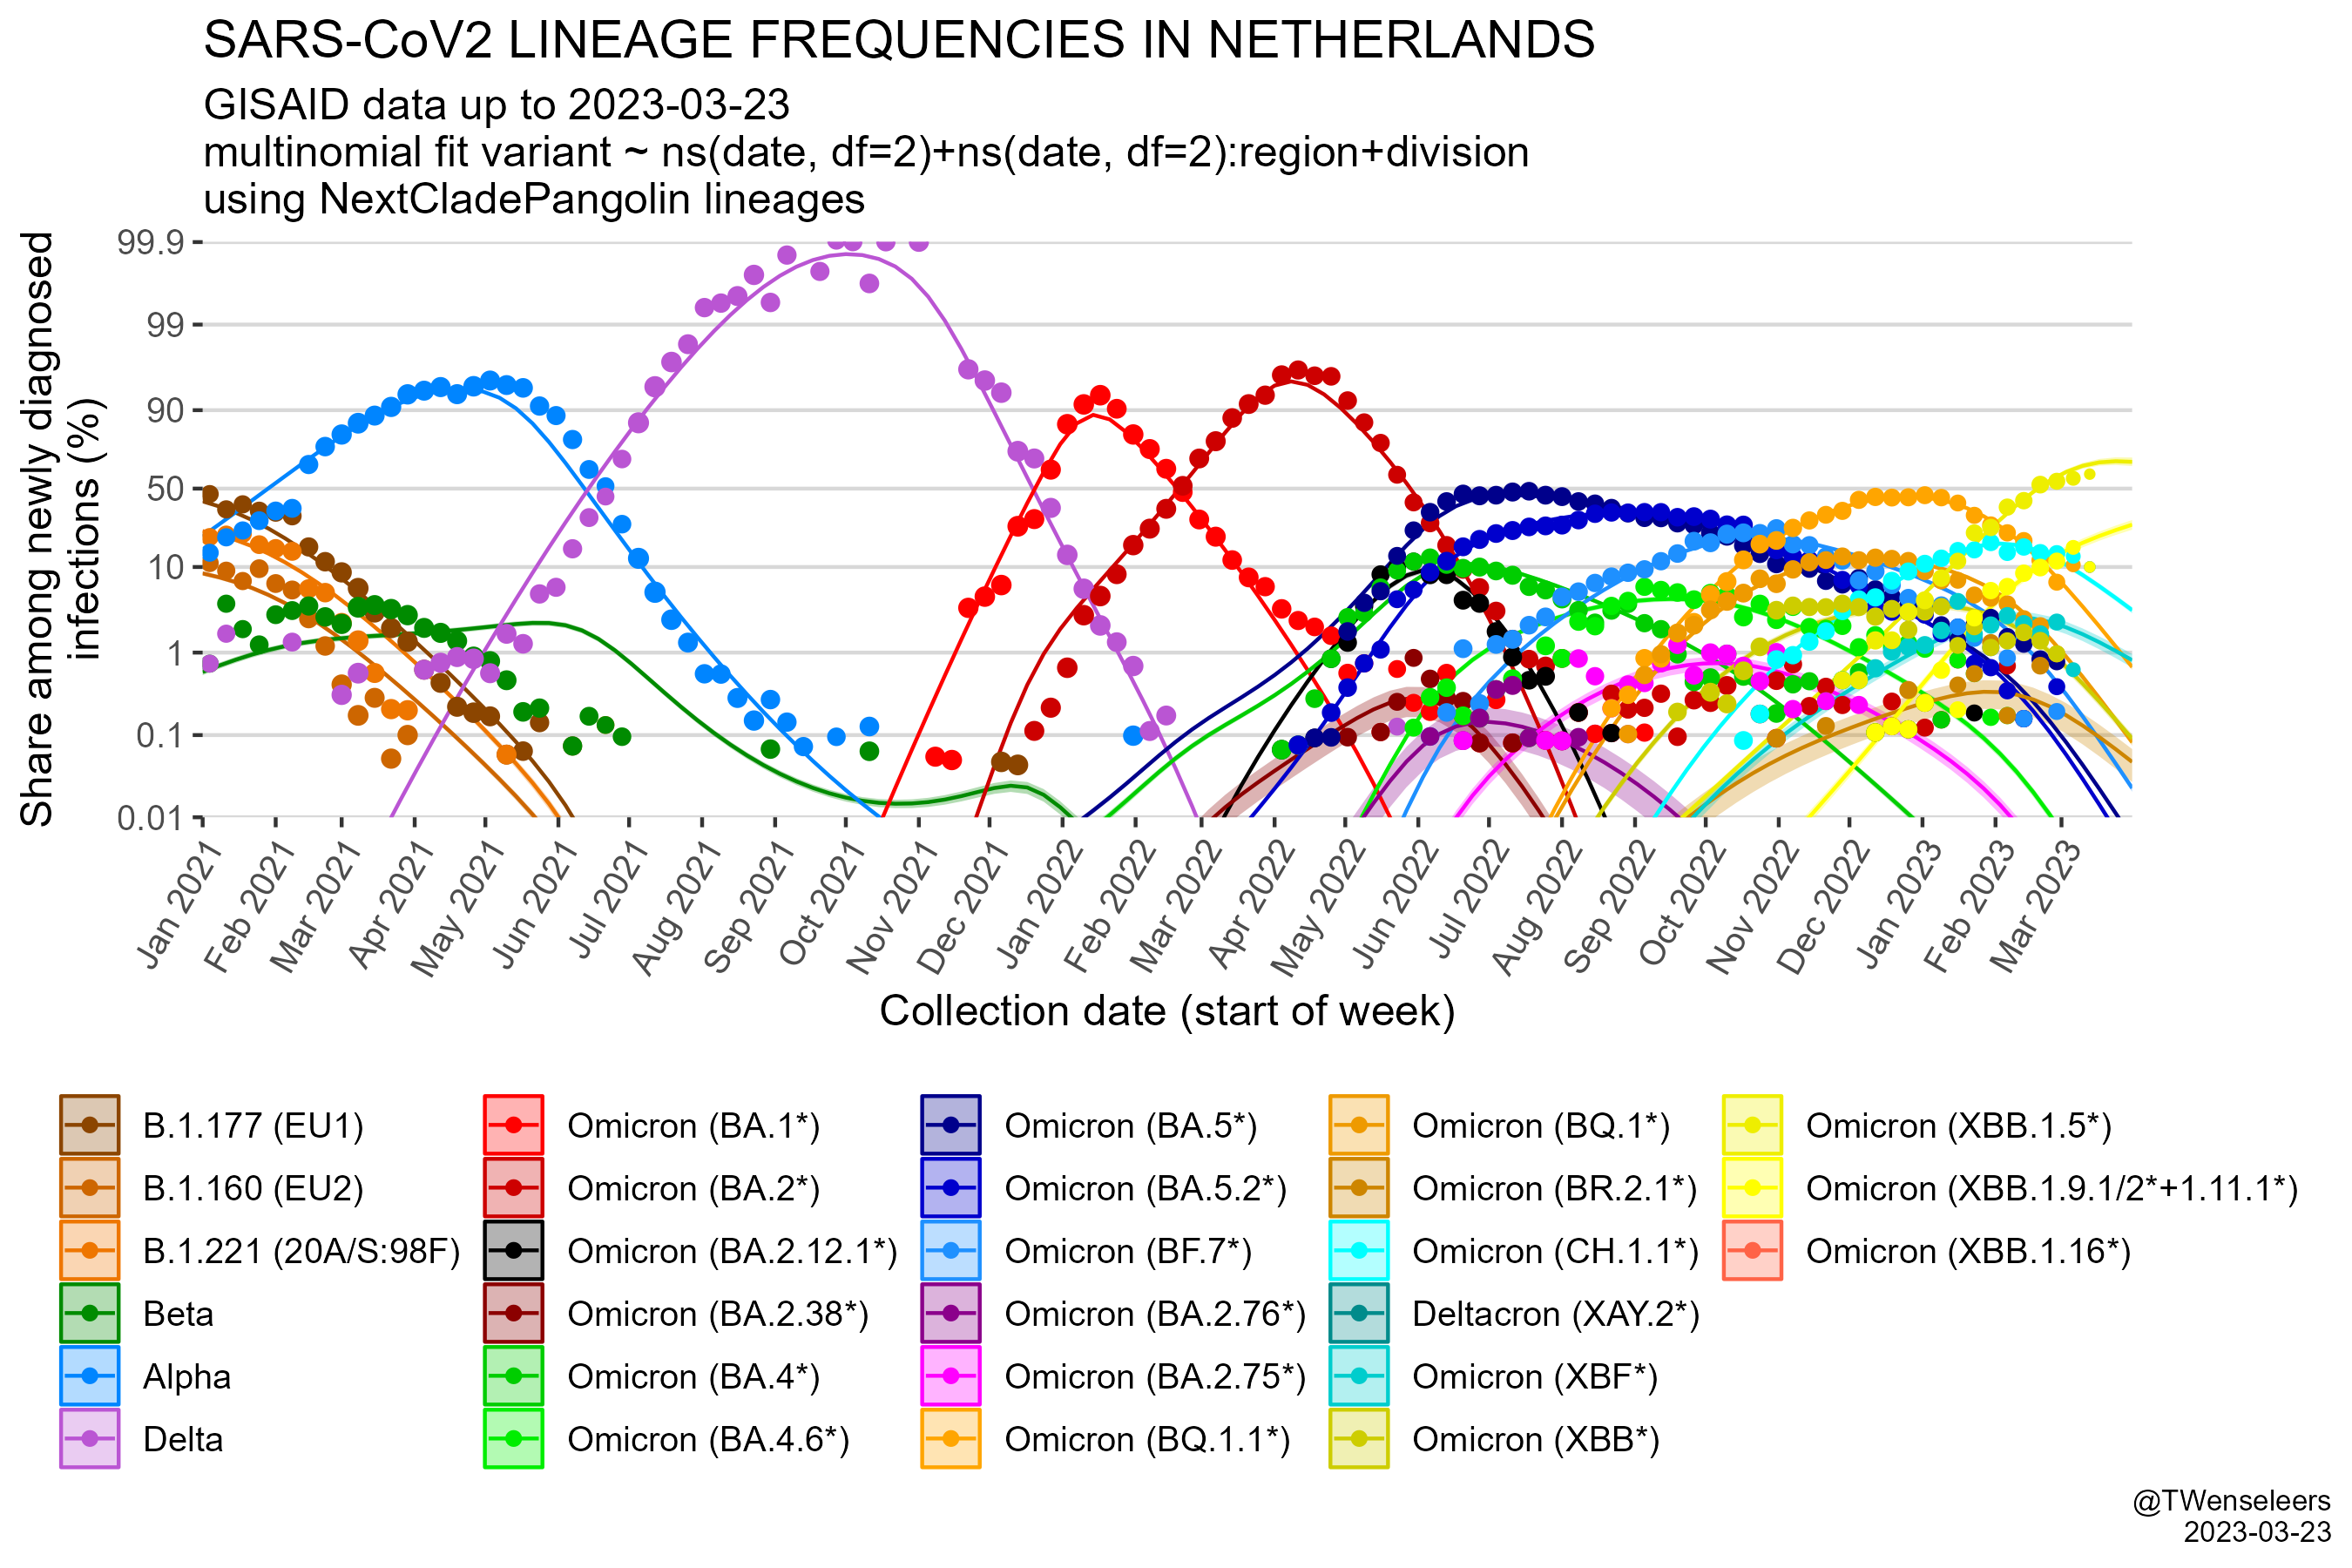 SARS-CoV2 LINEAGE FREQUENCIES IN NETHERLANDS
GISAID data up to 2023-03-23
multinomial fit variant ~ ns(date, df=2)+ns(date, df=2):region+division
using NextCladePangolin lineages
Share among newly diagnosed
infections (%)
99.9
99
90
50
10
1
0.1
0.01
Jan 2021
Feb 2021
Mar 2021
Apr 2021
May 2021
Jun 2021
Jul 2021
Aug 2021
Sep 2021
Oct 2021
Nov 2021
Dec 2021
Jan 2022
Feb 2022
Mar 2022
Apr 2022
May 2022
Jun 2022
Jul 2022
Aug 2022
Sep 2022
Oct 2022
Nov 2022
Dec 2022
Jan 2023
Feb 2023
Mar 2023
Collection date (start of week)
B.1.177 (EU1)
B.1.160 (EU2)
B.1.221 (20A/S:98F)
Beta
Alpha
Delta
Omicron (BA.1*)
Omicron (BA.2*)
Omicron (BA.2.12.1*)
Omicron (BA.2.38*)
Omicron (BA.4*)
Omicron (BA.4.6*)
Omicron (BA.5*)
Omicron (BA.5.2*)
Omicron (BF.7*)
Omicron (BA.2.76*)
Omicron (BA.2.75*)
Omicron (BQ.1.1*)
Omicron (BQ.1*)
Omicron (BR.2.1*)
Omicron (CH.1.1*)
Deltacron (XAY.2*)
Omicron (XBF*)
Omicron (XBB*)
Omicron (XBB.1.5*)
Omicron (XBB.1.9.1/2*+1.11.1*)
Omicron (XBB.1.16*)
@TWenseleers
2023-03-23